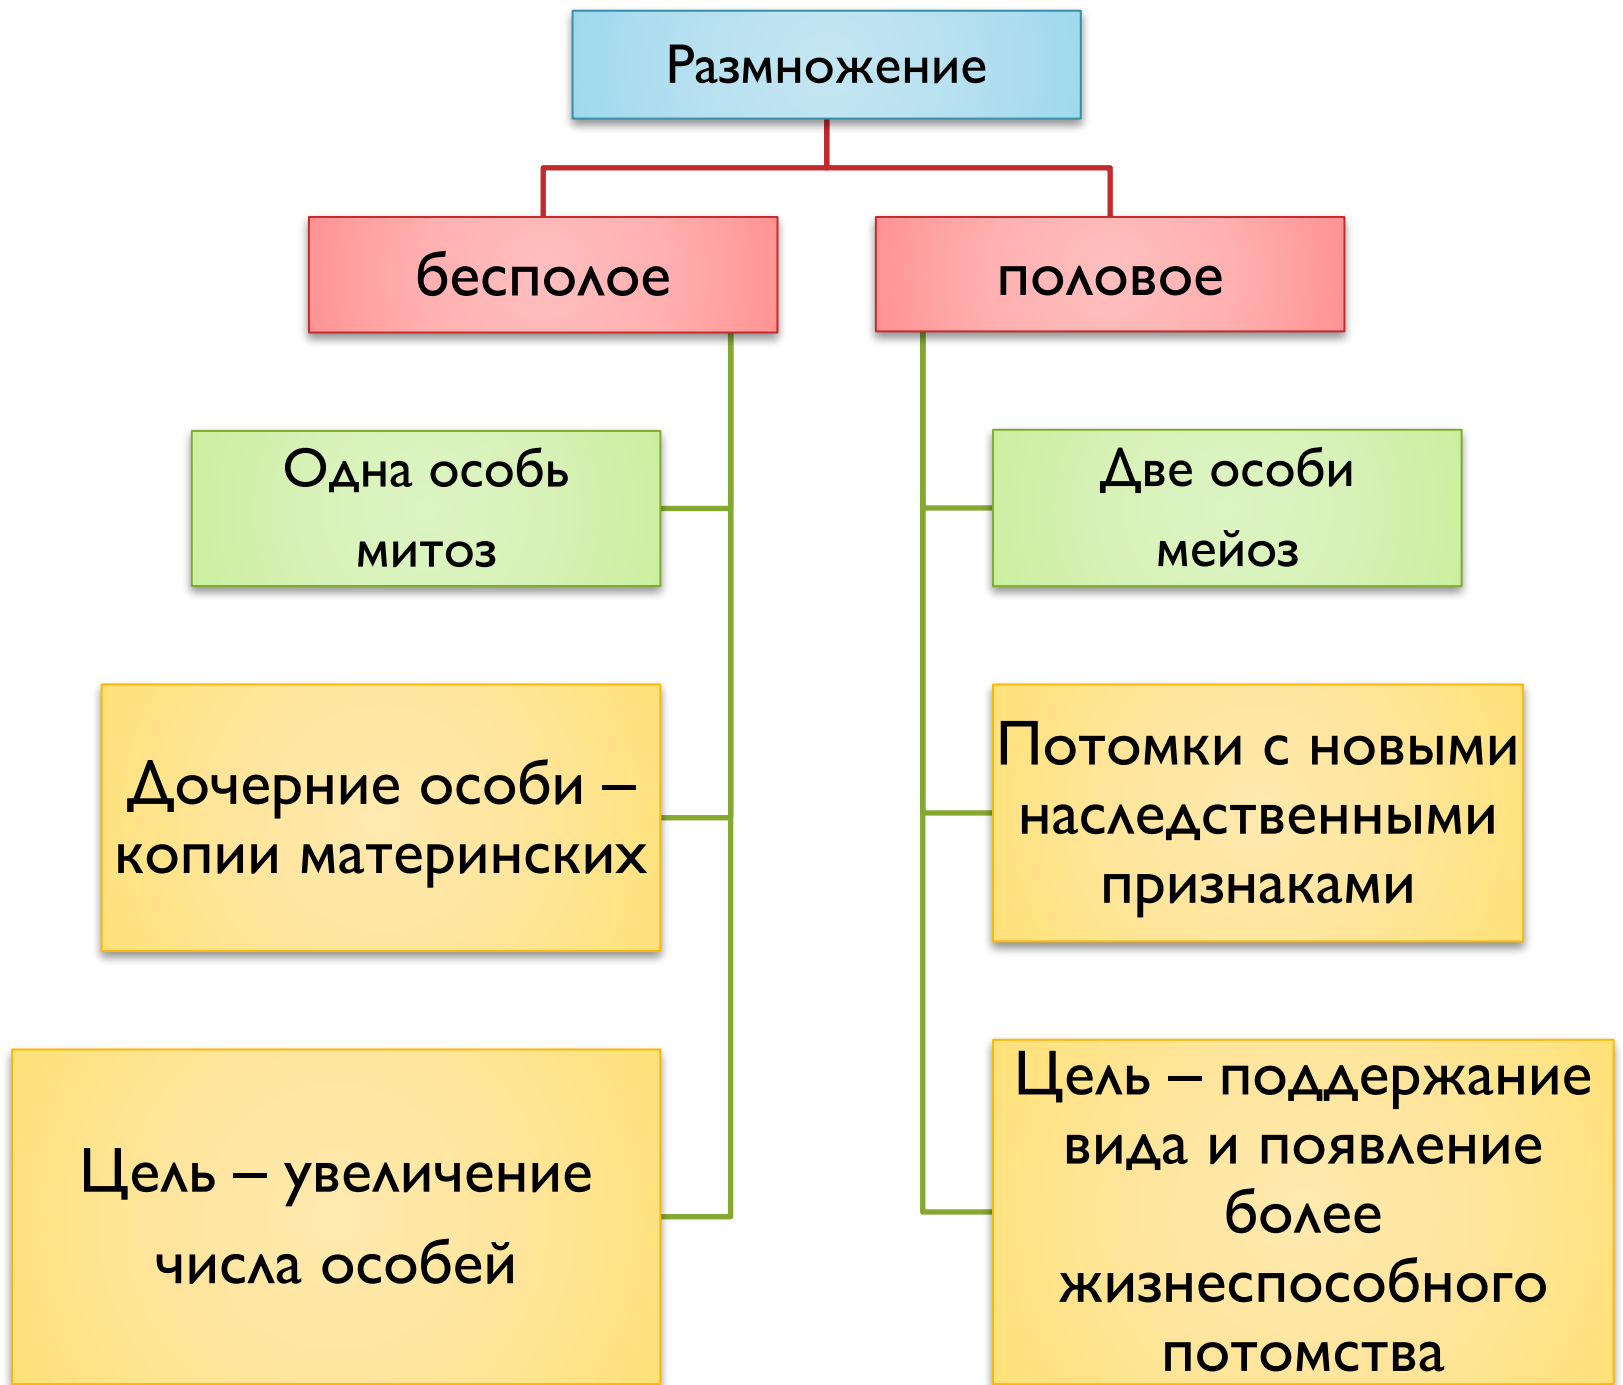 Размножение
бесполое
половое
Одна особь
митоз
Две особи
мейоз
Дочерние особи –
копии материнских
Потомки с новыми
наследственными
признаками
Цель – увеличение
числа особей
Цель – поддержание
вида и появление
более
жизнеспособного
потомства